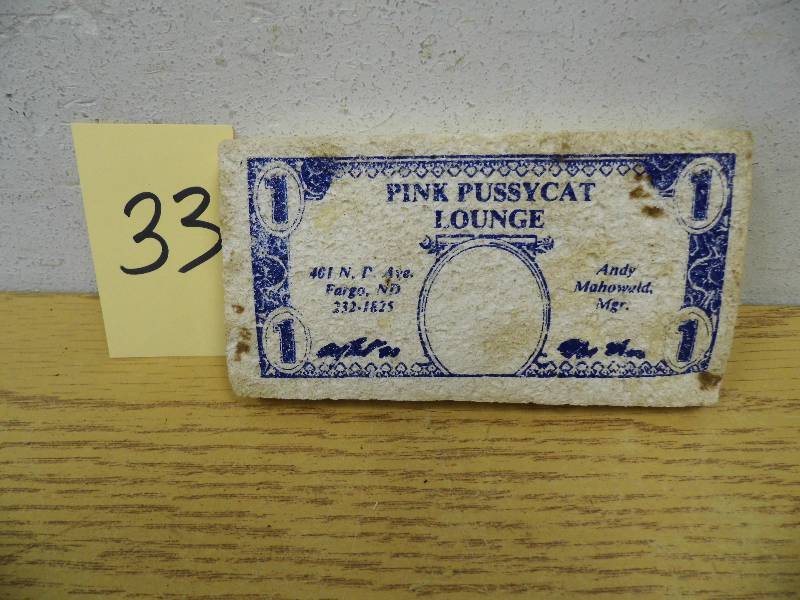 33
1 1
PINK PUSSYCAT
LOUNGE
401 N. P. Ave.
Fargo, ND
232-1825
Andy
Mahowald,
Mgr.
1 1